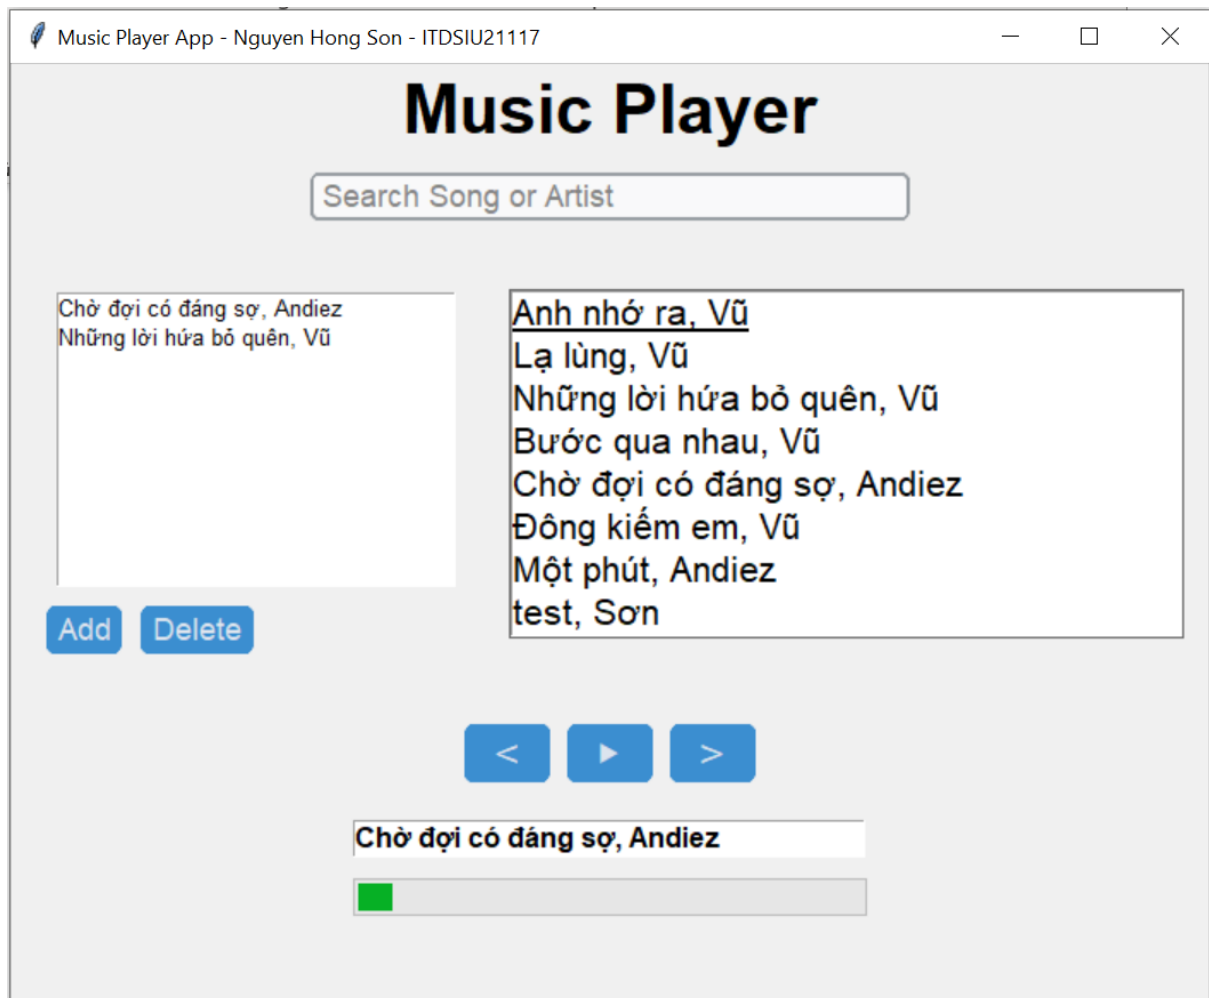 Music Player App - Nguyen Hong Son - ITDSIU21117
Music Player
Search Song or Artist
Chờ đợi có đáng sợ, Andiez
Những lời hứa bỏ quên, Vũ
Add
Delete
Anh nhớ ra, Vũ
Lạ lùng, Vũ
Những lời hứa bỏ quên, Vũ
Bước qua nhau, Vũ
Chờ đợi có đáng sợ, Andiez
Đông kiếm em, Vũ
Một phút, Andiez
test, Sơn
< ▶ >
Chờ đợi có đáng sợ, Andiez